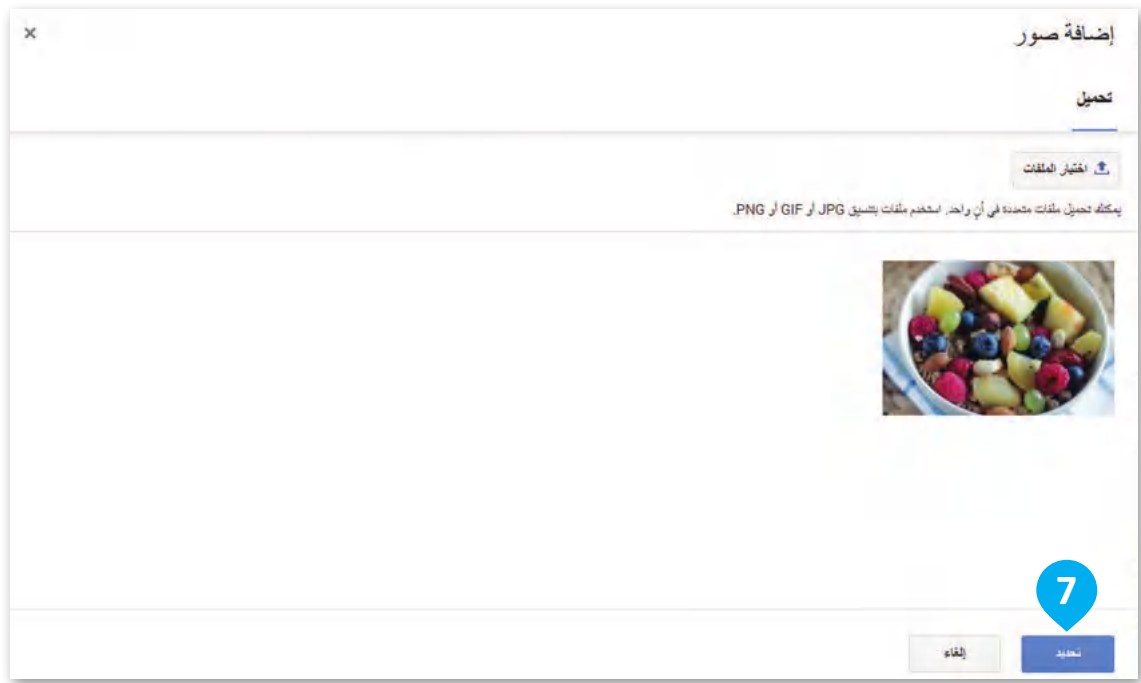 ×
إضافة صور
تحميل
اختيار الملفات
يمكنك تحميل ملفات متعددة في آنٍ واحد. استخدم ملفات بتنسيق JPG أو GIF أو PNG.
7
تحديد
إلغاء